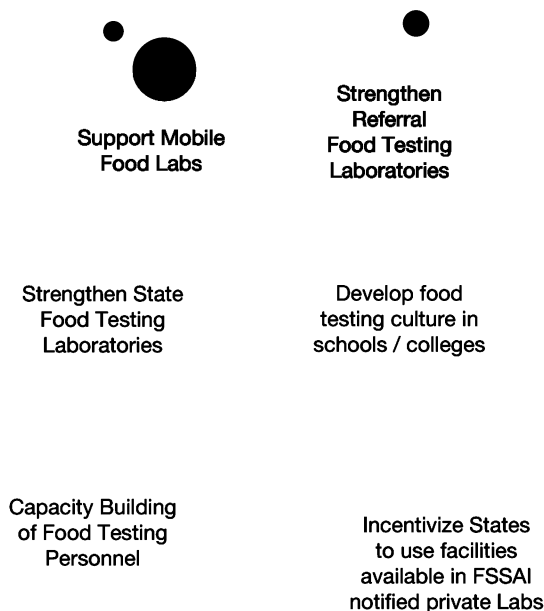 Support Mobile
Food Labs
Strengthen
Referral
Food Testing
Laboratories
Strengthen State
Food Testing
Laboratories
Develop food
testing culture in
schools / colleges
Capacity Building
of Food Testing
Personnel
Incentivize States
to use facilities
available in FSSAI
notified private Labs